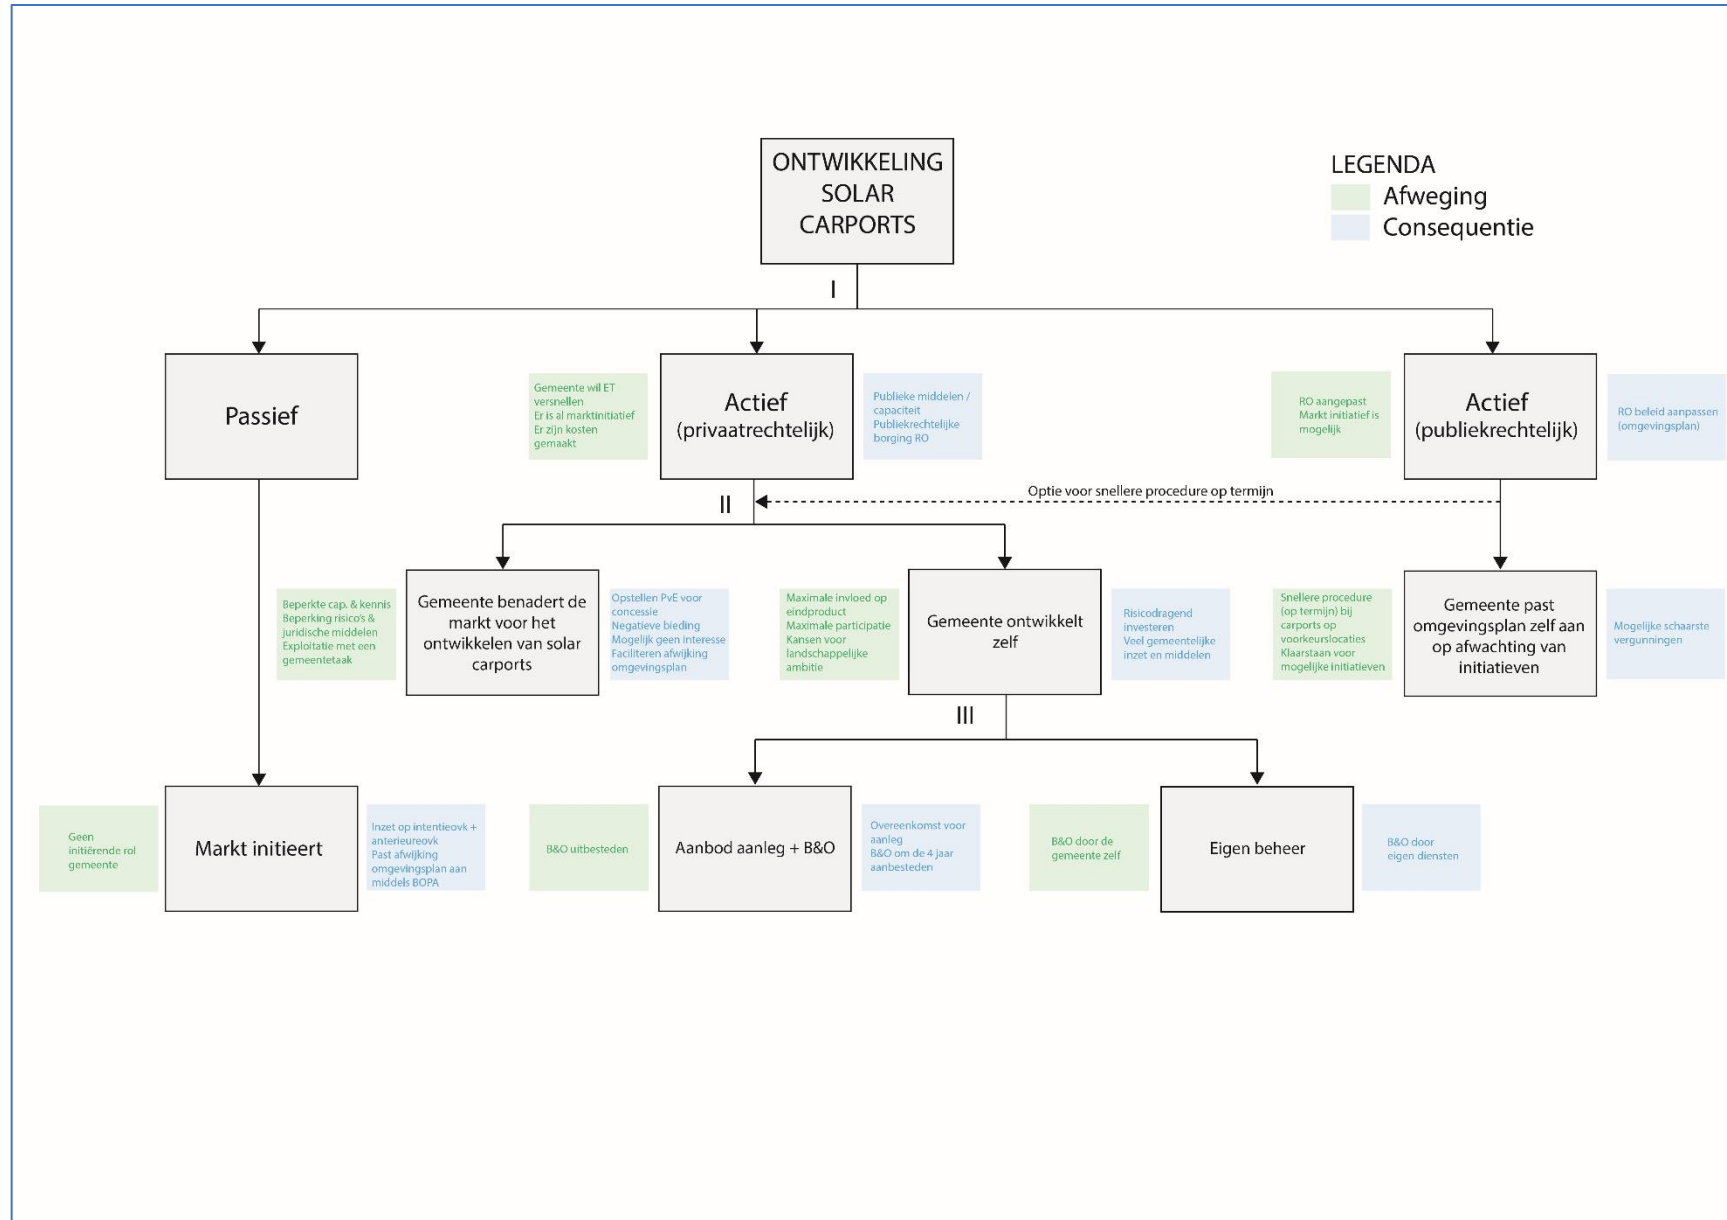 ONTWIKKELING
SOLAR
CARPORTS
LEGENDA
Afweging
Consequentie
I
Passief
Gemeente wil ET
versnellen
Er is al marktinitiatief
Er zijn kosten
gemaakt
Actief
(privaatrechtelijk)
Publieke middelen /
capaciteit
Publiekrechtelijke
borging RO
RO aangepast
Markt initiatief is
mogelijk
Actief
(publiekrechtelijk)
RO beleid aanpassen
(omgevingsplan)
Optie voor snellere procedure op termijn
II
Beperkte cap. & kennis
Beperking risico's &
juridische middelen
Exploitatie met een
gemeentetaak
Gemeente benadert de
markt voor het
ontwikkelen van solar
carports
Opstellen PvE voor
concessie
Negatieve bieding
Mogelijk geen interesse
Faciliteren afwijking
omgevingsplan
Maximale invloed op
eindproduct
Maximale participatie
Kansen voor
landschappelijke
ambitie
Gemeente ontwikkelt
zelf
Risicodragend
investeren
Veel gemeentelijke
inzet en middelen
Snellere procedure
(op termijn) bij
carports op
voorkeurslocaties
Klaarstaan voor
mogelijke initiatieven
Gemeente past
omgevingsplan zelf aan
op afwachting van
initiatieven
Mogelijke schaarste
vergunningen
III
Geen
initiërende rol
gemeente
Markt initieert
Inzet op intentieovk +
anterieureovk
Past afwijking
omgevingsplan aan
middels BOPA
B&O uitbesteden
Aanbod aanleg + B&O
Overeenkomst voor
aanleg
B&O om de 4 jaar
aanbesteden
B&O door de
gemeente zelf
Eigen beheer
B&O door
eigen diensten